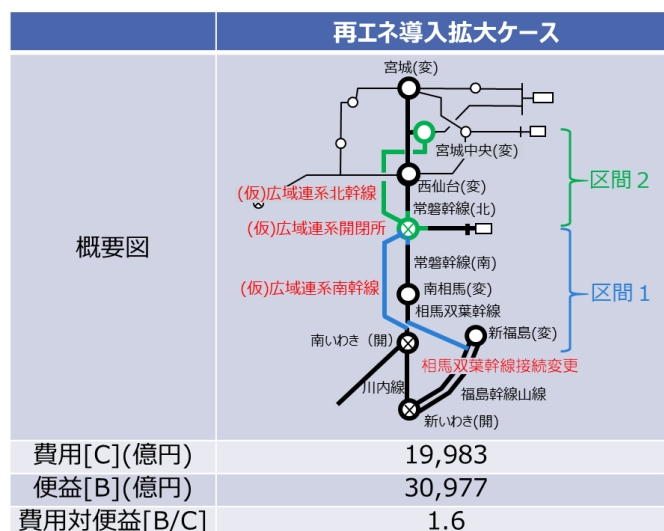 再エネ導入拡大ケース
概要図
宮城(変)
宮城中央(変)
区間２
西仙台(変)
(仮)広域連系北幹線
常磐幹線(北)
(仮)広域連系開閉所
常磐幹線(南)
(仮)広域連系南幹線
区間１
南相馬(変)
相馬双葉幹線
新福島(変)
南いわき（開）
相馬双葉幹線接続変更
川内線
福島幹線山線
新いわき(開)
費用[C](億円) 19,983
便益[B](億円) 30,977
費用対便益[B/C] 1.6